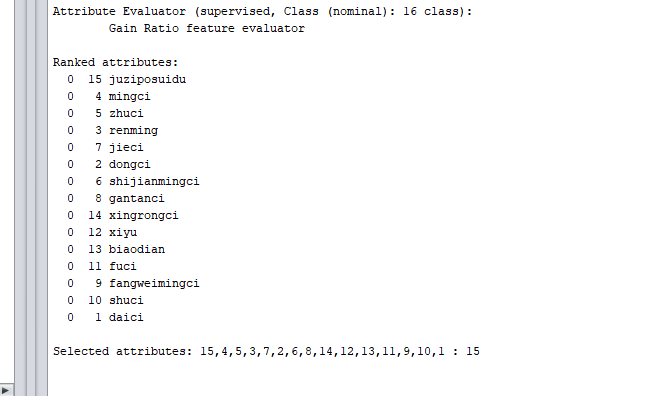 Attribute Evaluator (supervised, Class (nominal): 16 class):
Gain Ratio feature evaluator
Ranked attributes:
0 15 juziposuidu
0 4 mingci
0 5 zhuci
0 3 renming
0 7 jieci
0 2 dongci
0 6 shijianmingci
0 8 gantanci
0 14 xingrongci
0 12 xiyu
0 13 biaodian
0 11 fuci
0 9 fangweimingci
0 10 shuci
0 1 daici
Selected attributes: 15,4,5,3,7,2,6,8,14,12,13,11,9,10,1 : 15